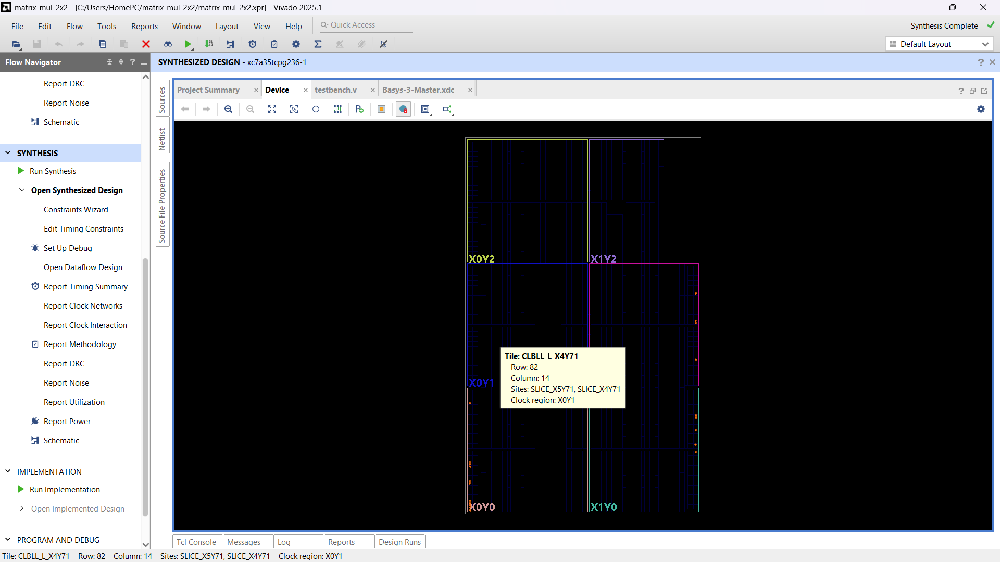 matrix_mul_2x2 - [C:/Users/HomePC/matrix_mul_2x2/matrix_mul_2x2.xpr] - Vivado 2025.1
File Edit Flow Tools Reports Window Layout View Help Quick Access
Synthesis Complete
Default Layout
Flow Navigator
SYNTHESIZED DESIGN - xc7a35tcpg236-1
Report DRC
Report Noise
Schematic
SYNTHESIS
Run Synthesis
Open Synthesized Design
Constraints Wizard
Edit Timing Constraints
Set Up Debug
Open Dataflow Design
Report Timing Summary
Report Clock Networks
Report Clock Interaction
Report Methodology
Report DRC
Report Noise
Report Utilization
Report Power
Schematic
IMPLEMENTATION
Run Implementation
Open Implemented Design
PROGRAM AND DEBUG
Sources
Netlist
Source File Properties
Project Summary Device testbench.v Basys-3-Master.xdc
X0Y2 X1Y2
X0Y1
Tile: CLBLL_L_X4Y71
Row: 82
Column: 14
Sites: SLICE_X5Y71, SLICE_X4Y71
Clock region: X0Y1
X0Y0 X1Y0
Tcl Console Messages Log Reports Design Runs
Tile: CLBLL_L_X4Y71 Row: 82 Column: 14 Sites: SLICE_X5Y71, SLICE_X4Y71 Clock region: X0Y1